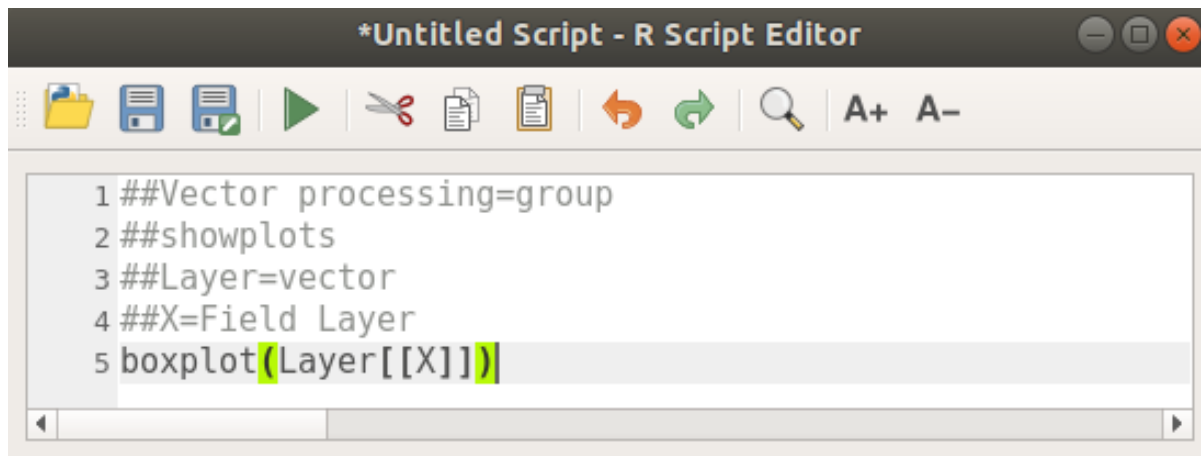 *Untitled Script - R Script Editor
A+ A-
1 ##Vector processing=group
2 ##showplots
3 ##Layer=vector
4 ##X=Field Layer
5 boxplot(Layer[[X]])